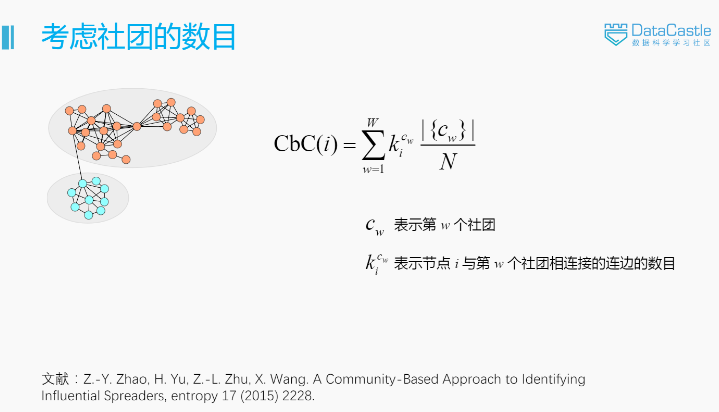 考虑社团的数目
DataCastle
数据科学学习社区
CbC(i) = \sum_{w=1}^{W} k_i^{c_w} \frac{|\{c_w\}|}{N}
c_w 表示第 w 个社团
k_i^{c_w} 表示节点 i 与第 w 个社团相连接的连边的数目
文献：Z.-Y. Zhao, H. Yu, Z.-L. Zhu, X. Wang. A Community-Based Approach to Identifying
Influential Spreaders, entropy 17 (2015) 2228.